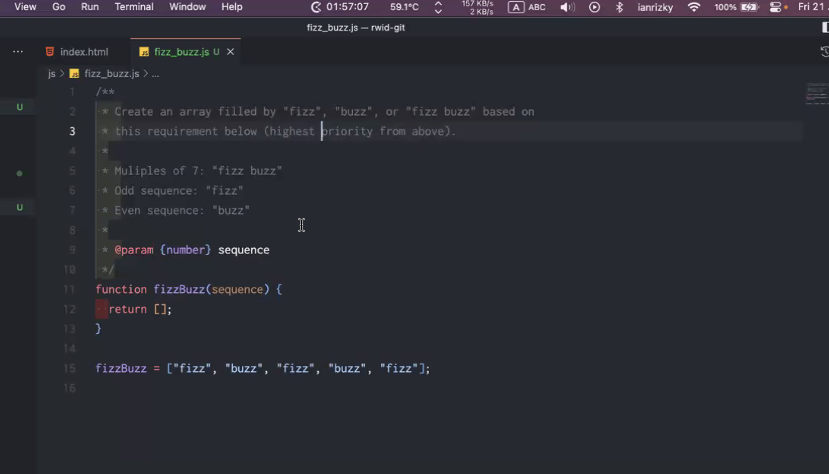 View Go Run Terminal Window Help 01:57:07 59.1°C 157 KB/s 2 KB/s A ABC ianrizky 100% Fri 21
fizz_buzz.js — rwid-git
index.html fizz_buzz.js U
js > fizz_buzz.js > ...
1 /**
2 * Create an array filled by "fizz", "buzz", or "fizz buzz" based on
3 * this requirement below (highest priority from above).
4 *
U
5 * Muliples of 7: "fizz buzz"
6 * Odd sequence: "fizz"
7 * Even sequence: "buzz"
U
8 *
9 * @param {number} sequence
10 */
11 function fizzBuzz(sequence) {
12 return [];
13 }
14
15 fizzBuzz = ["fizz", "buzz", "fizz", "buzz", "fizz"];
16